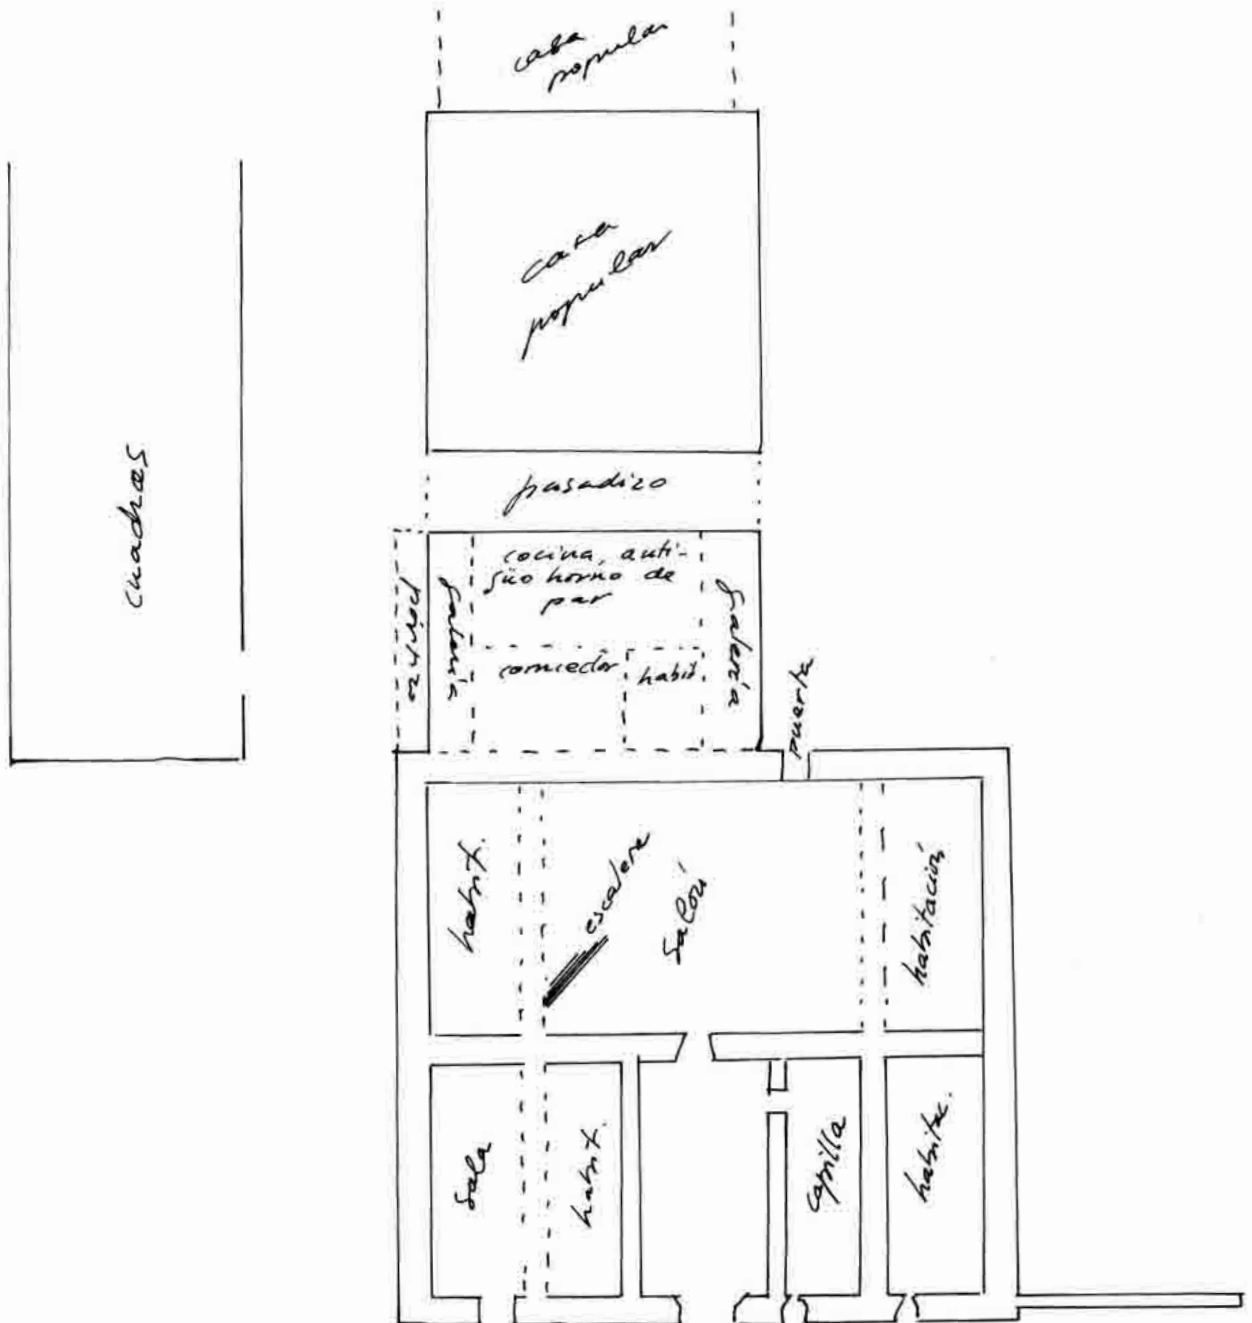 casa
popular
casa
popular
cuadras
pasadizo
cocina, anti-
guo horno de
pan
galería
galería
comedor
habit.
puerta
habit.
escalera
salón
habitación
sala
habit.
capilla
habitac.